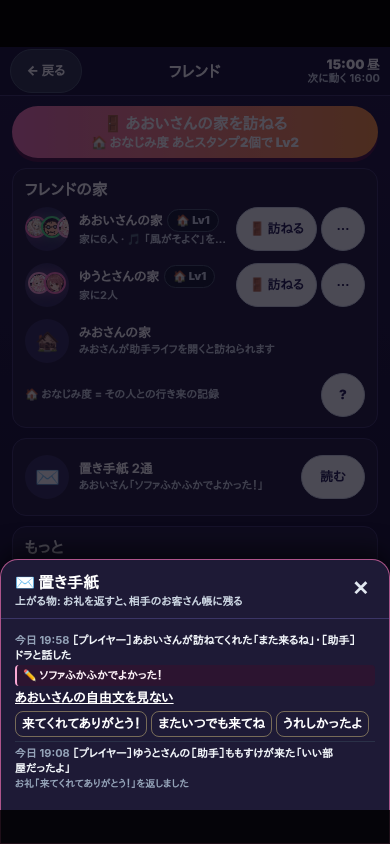 ← 戻る
フレンド
15:00 昼
次に動く 16:00
🚪 あおいさんの家を訪ねる
🏠 おなじみ度 あとスタンプ2個で Lv2
フレンドの家
あおいさんの家 🏠 Lv1
家に6人・🎵「風がそよぐ」を…
🚪 訪ねる
…
ゆうとさんの家 🏠 Lv1
家に2人
🚪 訪ねる
…
みおさんの家
みおさんが助手ライフを開くと訪ねられます
🏠 おなじみ度 = その人との行き来の記録
?
置き手紙 2通
あおいさん「ソファふかふかでよかった!」
読む
もっと
✉️ 置き手紙
上がる物: お礼を返すと、相手のお客さん帳に残る
✕
今日 19:58 [プレイヤー]あおいさんが訪ねてくれた「また来るね」・[助手]
ドラと話した
✏️ ソファふかふかでよかった!
あおいさんの自由文を見ない
来てくれてありがとう!
またいつでも来てね
うれしかったよ
今日 19:08 [プレイヤー]ゆうとさんの[助手]ももすけが来た「いい部
屋だったよ」
お礼「来てくれてありがとう!」を返しました